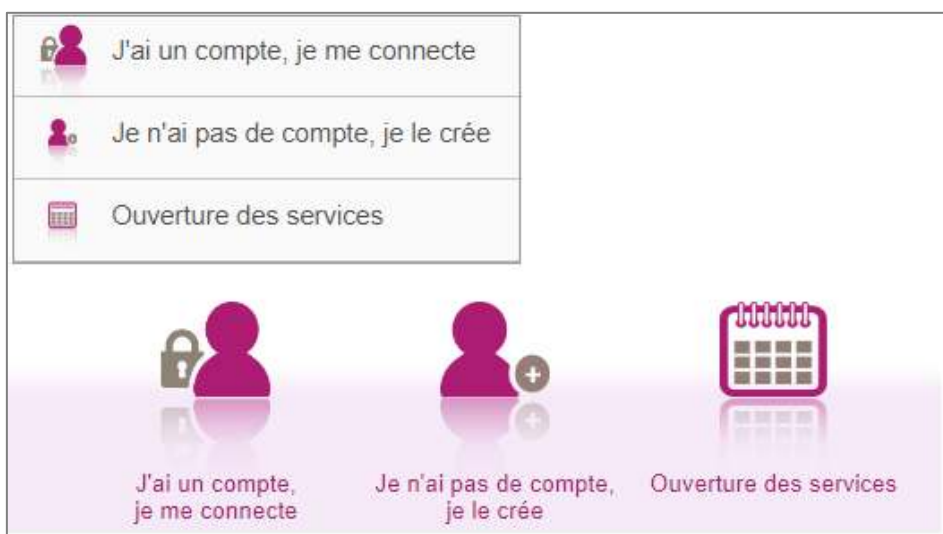 J'ai un compte, je me connecte
Je n'ai pas de compte, je le crée
Ouverture des services
J'ai un compte,
je me connecte
Je n'ai pas de compte,
je le crée
Ouverture des services